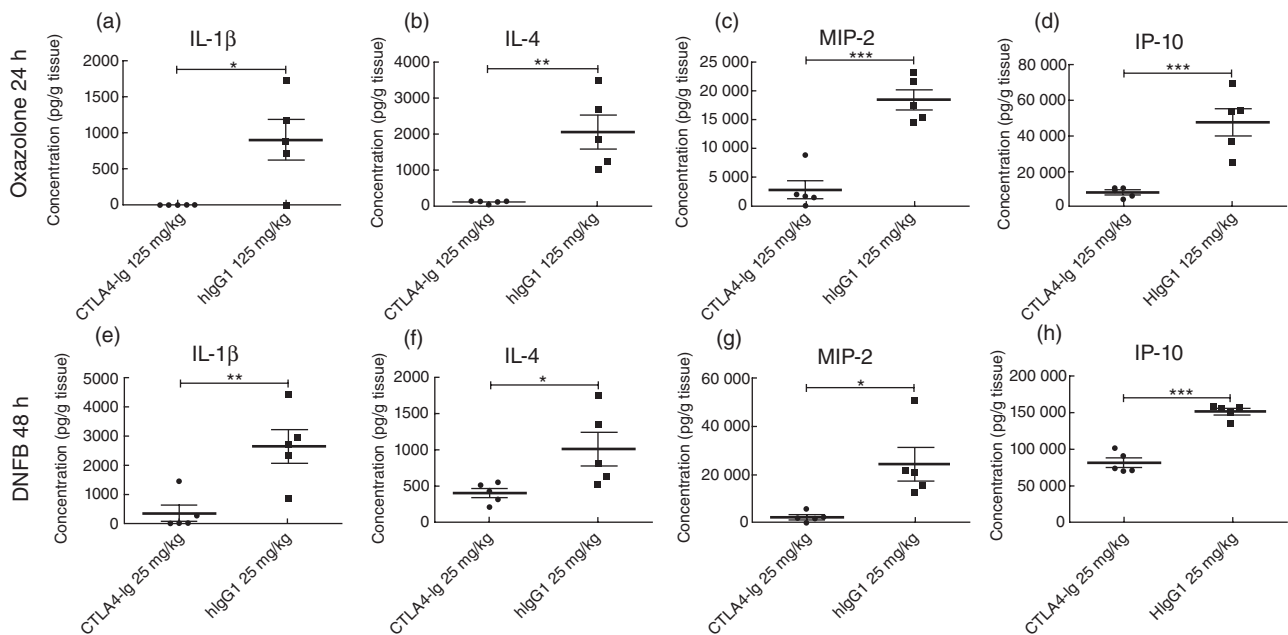 (a)
IL-1β
Oxazolone 24 h
Concentration (pg/g tissue)
2000
1500
1000
500
0
*
CTLA4-Ig 125 mg/kg
hIgG1 125 mg/kg
(b)
IL-4
Concentration (pg/g tissue)
4000
3000
2000
1000
0
**
CTLA4-Ig 125 mg/kg
hIgG1 125 mg/kg
(c)
MIP-2
Concentration (pg/g tissue)
25 000
20 000
15 000
10 000
5 000
0
***
CTLA4-Ig 125 mg/kg
hIgG1 125 mg/kg
(d)
IP-10
Concentration (pg/g tissue)
80 000
60 000
40 000
20 000
0
***
CTLA4-Ig 125 mg/kg
HIgG1 125 mg/kg
(e)
IL-1β
DNFB 48 h
Concentration (pg/g tissue)
5000
4000
3000
2000
1000
0
**
CTLA4-Ig 25 mg/kg
hIgG1 25 mg/kg
(f)
IL-4
Concentration (pg/g tissue)
2000
1500
1000
500
0
*
CTLA4-Ig 25 mg/kg
hIgG1 25 mg/kg
(g)
MIP-2
Concentration (pg/g tissue)
60 000
40 000
20 000
0
*
CTLA4-Ig 25 mg/kg
hIgG1 25 mg/kg
(h)
IP-10
Concentration (pg/g tissue)
200 000
150 000
100 000
50 000
0
***
CTLA4-Ig 25 mg/kg
HIgG1 25 mg/kg